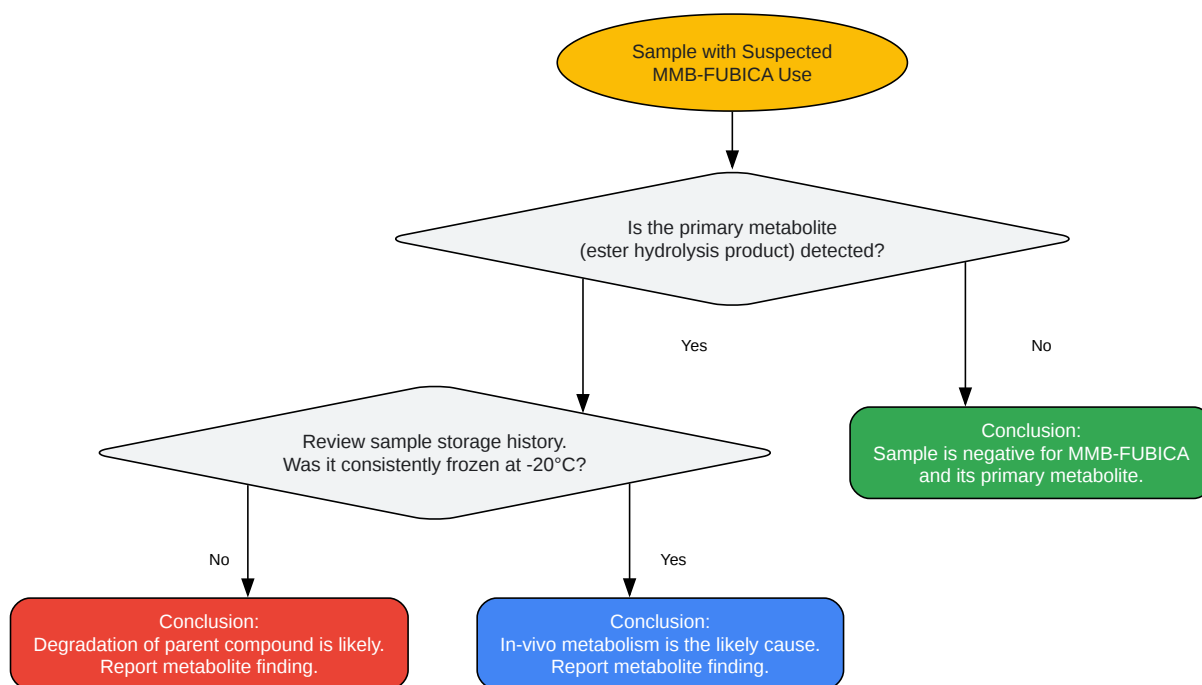 Sample with Suspected
MMB-FUBICA Use
Is the primary metabolite
(ester hydrolysis product) detected?
Yes
No
Review sample storage history.
Was it consistently frozen at -20°C?
Conclusion:
Sample is negative for MMB-FUBICA
and its primary metabolite.
No
Yes
Conclusion:
Degradation of parent compound is likely.
Report metabolite finding.
Conclusion:
In-vivo metabolism is the likely cause.
Report metabolite finding.